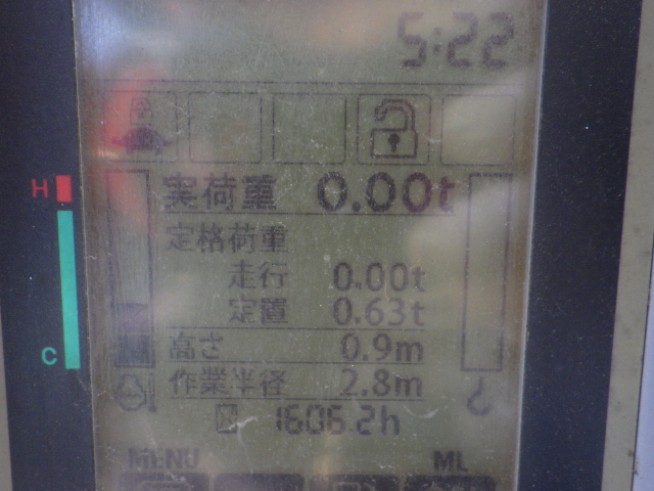 5:22
実荷重 0.00t
定格荷重
走行 0.00t
定置 0.63t
H
高さ 0.9m
C
作業半径 2.8m
1606.2h
MENU ML